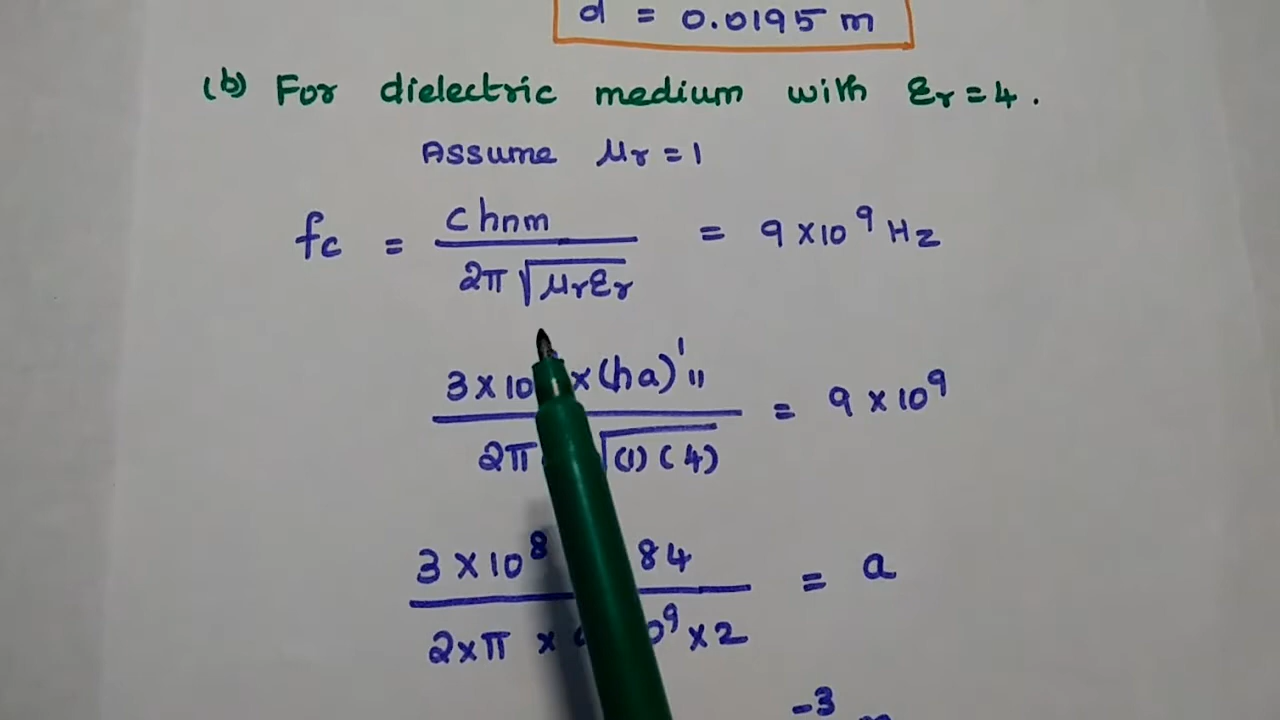 d = 0.0195 m
(b) For dielectric medium with εr = 4.
Assume μr = 1
fc = c hnm / 2π √μrεr = 9 × 10⁹ Hz
3 × 10 × (ha)'11 / 2π √(1)(4) = 9 × 10⁹
3 × 10⁸ 84 / 2 × π × 0⁹ × 2 = a
-3